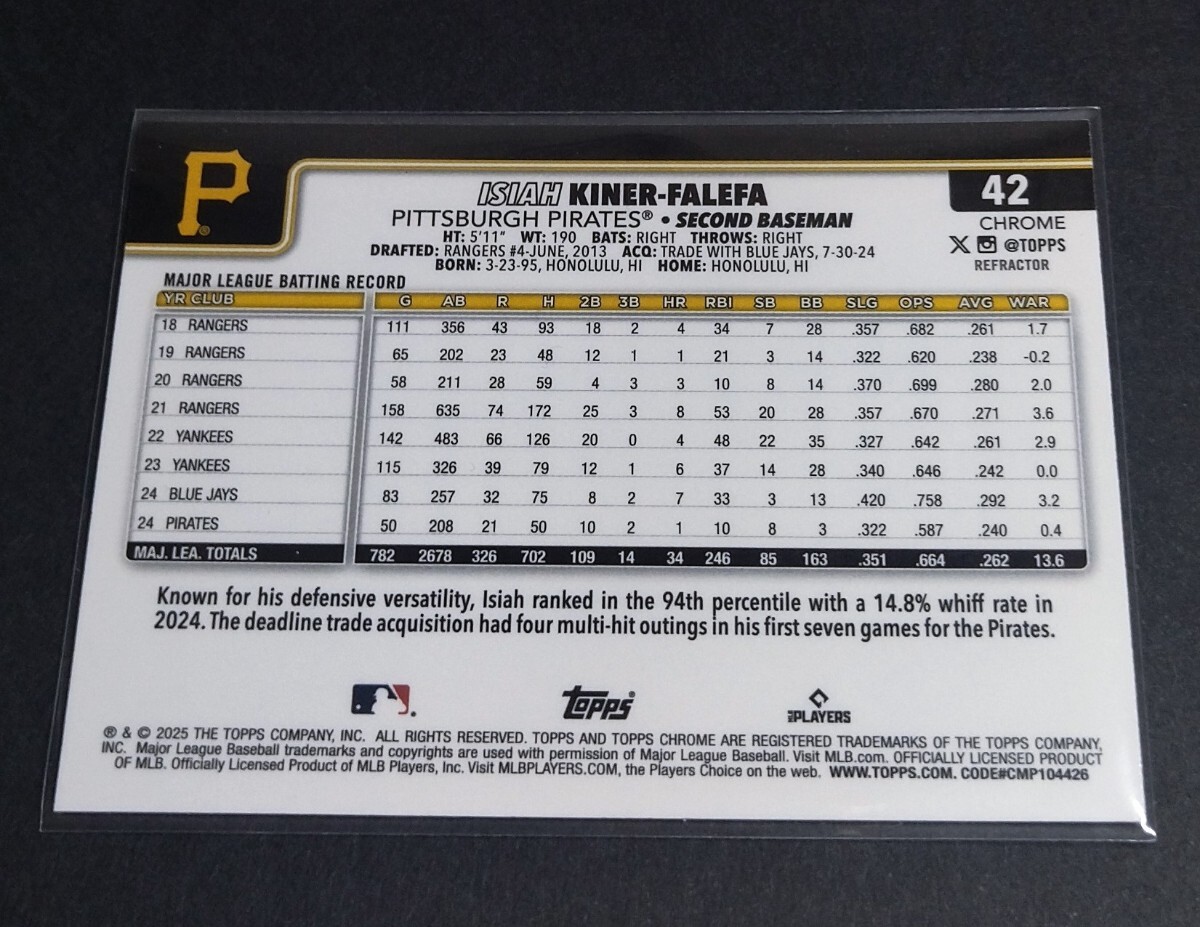 P®
ISIAH KINER-FALEFA
42
PITTSBURGH PIRATES® • SECOND BASEMAN
CHROME
HT: 5'11" WT: 190 BATS: RIGHT THROWS: RIGHT
@TOPPS
DRAFTED: RANGERS #4-JUNE, 2013 ACQ: TRADE WITH BLUE JAYS, 7-30-24
REFRACTOR
BORN: 3-23-95, HONOLULU, HI HOME: HONOLULU, HI
MAJOR LEAGUE BATTING RECORD
YR CLUB G AB R H 2B 3B HR RBI SB BB SLG OPS AVG WAR
18 RANGERS 111 356 43 93 18 2 4 34 7 28 .357 .682 .261 1.7
19 RANGERS 65 202 23 48 12 1 1 21 3 14 .322 .620 .238 -0.2
20 RANGERS 58 211 28 59 4 3 3 10 8 14 .370 .699 .280 2.0
21 RANGERS 158 635 74 172 25 3 8 53 20 28 .357 .670 .271 3.6
22 YANKEES 142 483 66 126 20 0 4 48 22 35 .327 .642 .261 2.9
23 YANKEES 115 326 39 79 12 1 6 37 14 28 .340 .646 .242 0.0
24 BLUE JAYS 83 257 32 75 8 2 7 33 3 13 .420 .758 .292 3.2
24 PIRATES 50 208 21 50 10 2 1 10 8 3 .322 .587 .240 0.4
MAJ. LEA. TOTALS 782 2678 326 702 109 14 34 246 85 163 .351 .664 .262 13.6
Known for his defensive versatility, Isiah ranked in the 94th percentile with a 14.8% whiff rate in
2024. The deadline trade acquisition had four multi-hit outings in his first seven games for the Pirates.
topps®
MLB PLAYERS
® & © 2025 THE TOPPS COMPANY, INC. ALL RIGHTS RESERVED. TOPPS AND TOPPS CHROME ARE REGISTERED TRADEMARKS OF THE TOPPS COMPANY,
INC. Major League Baseball trademarks and copyrights are used with permission of Major League Baseball. Visit MLB.com. OFFICIALLY LICENSED PRODUCT
OF MLB. Officially Licensed Product of MLB Players, Inc. Visit MLBPLAYERS.COM, the Players Choice on the web. WWW.TOPPS.COM. CODE#CMP104426